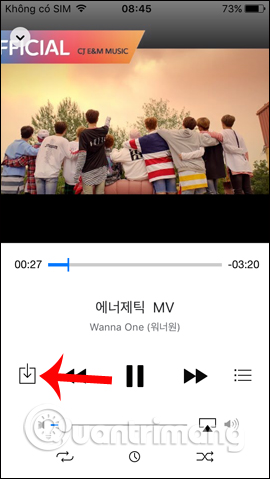 Không có SIM 08:45 73%
FFICIAL CJ E&M MUSIC
00:27 -03:20
에너제틱 MV
Wanna One (워너원)
Quantrimang